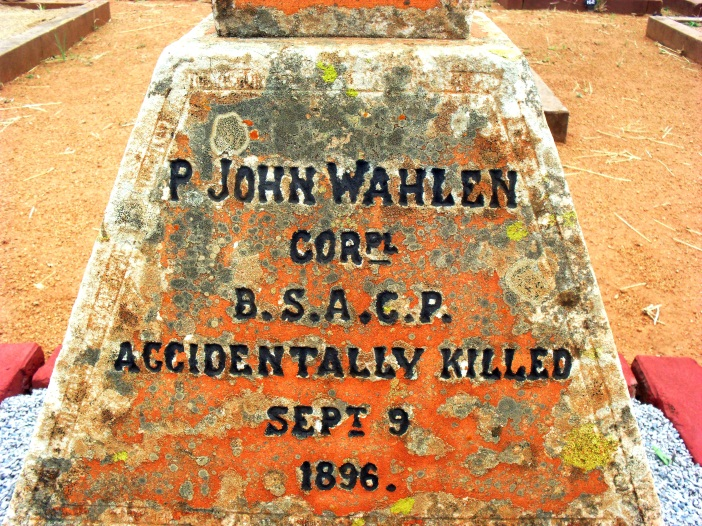 P JOHN WAHLEN
CORPL
B.S.A.C.P.
ACCIDENTALLY KILLED
SEPT 9
1896.